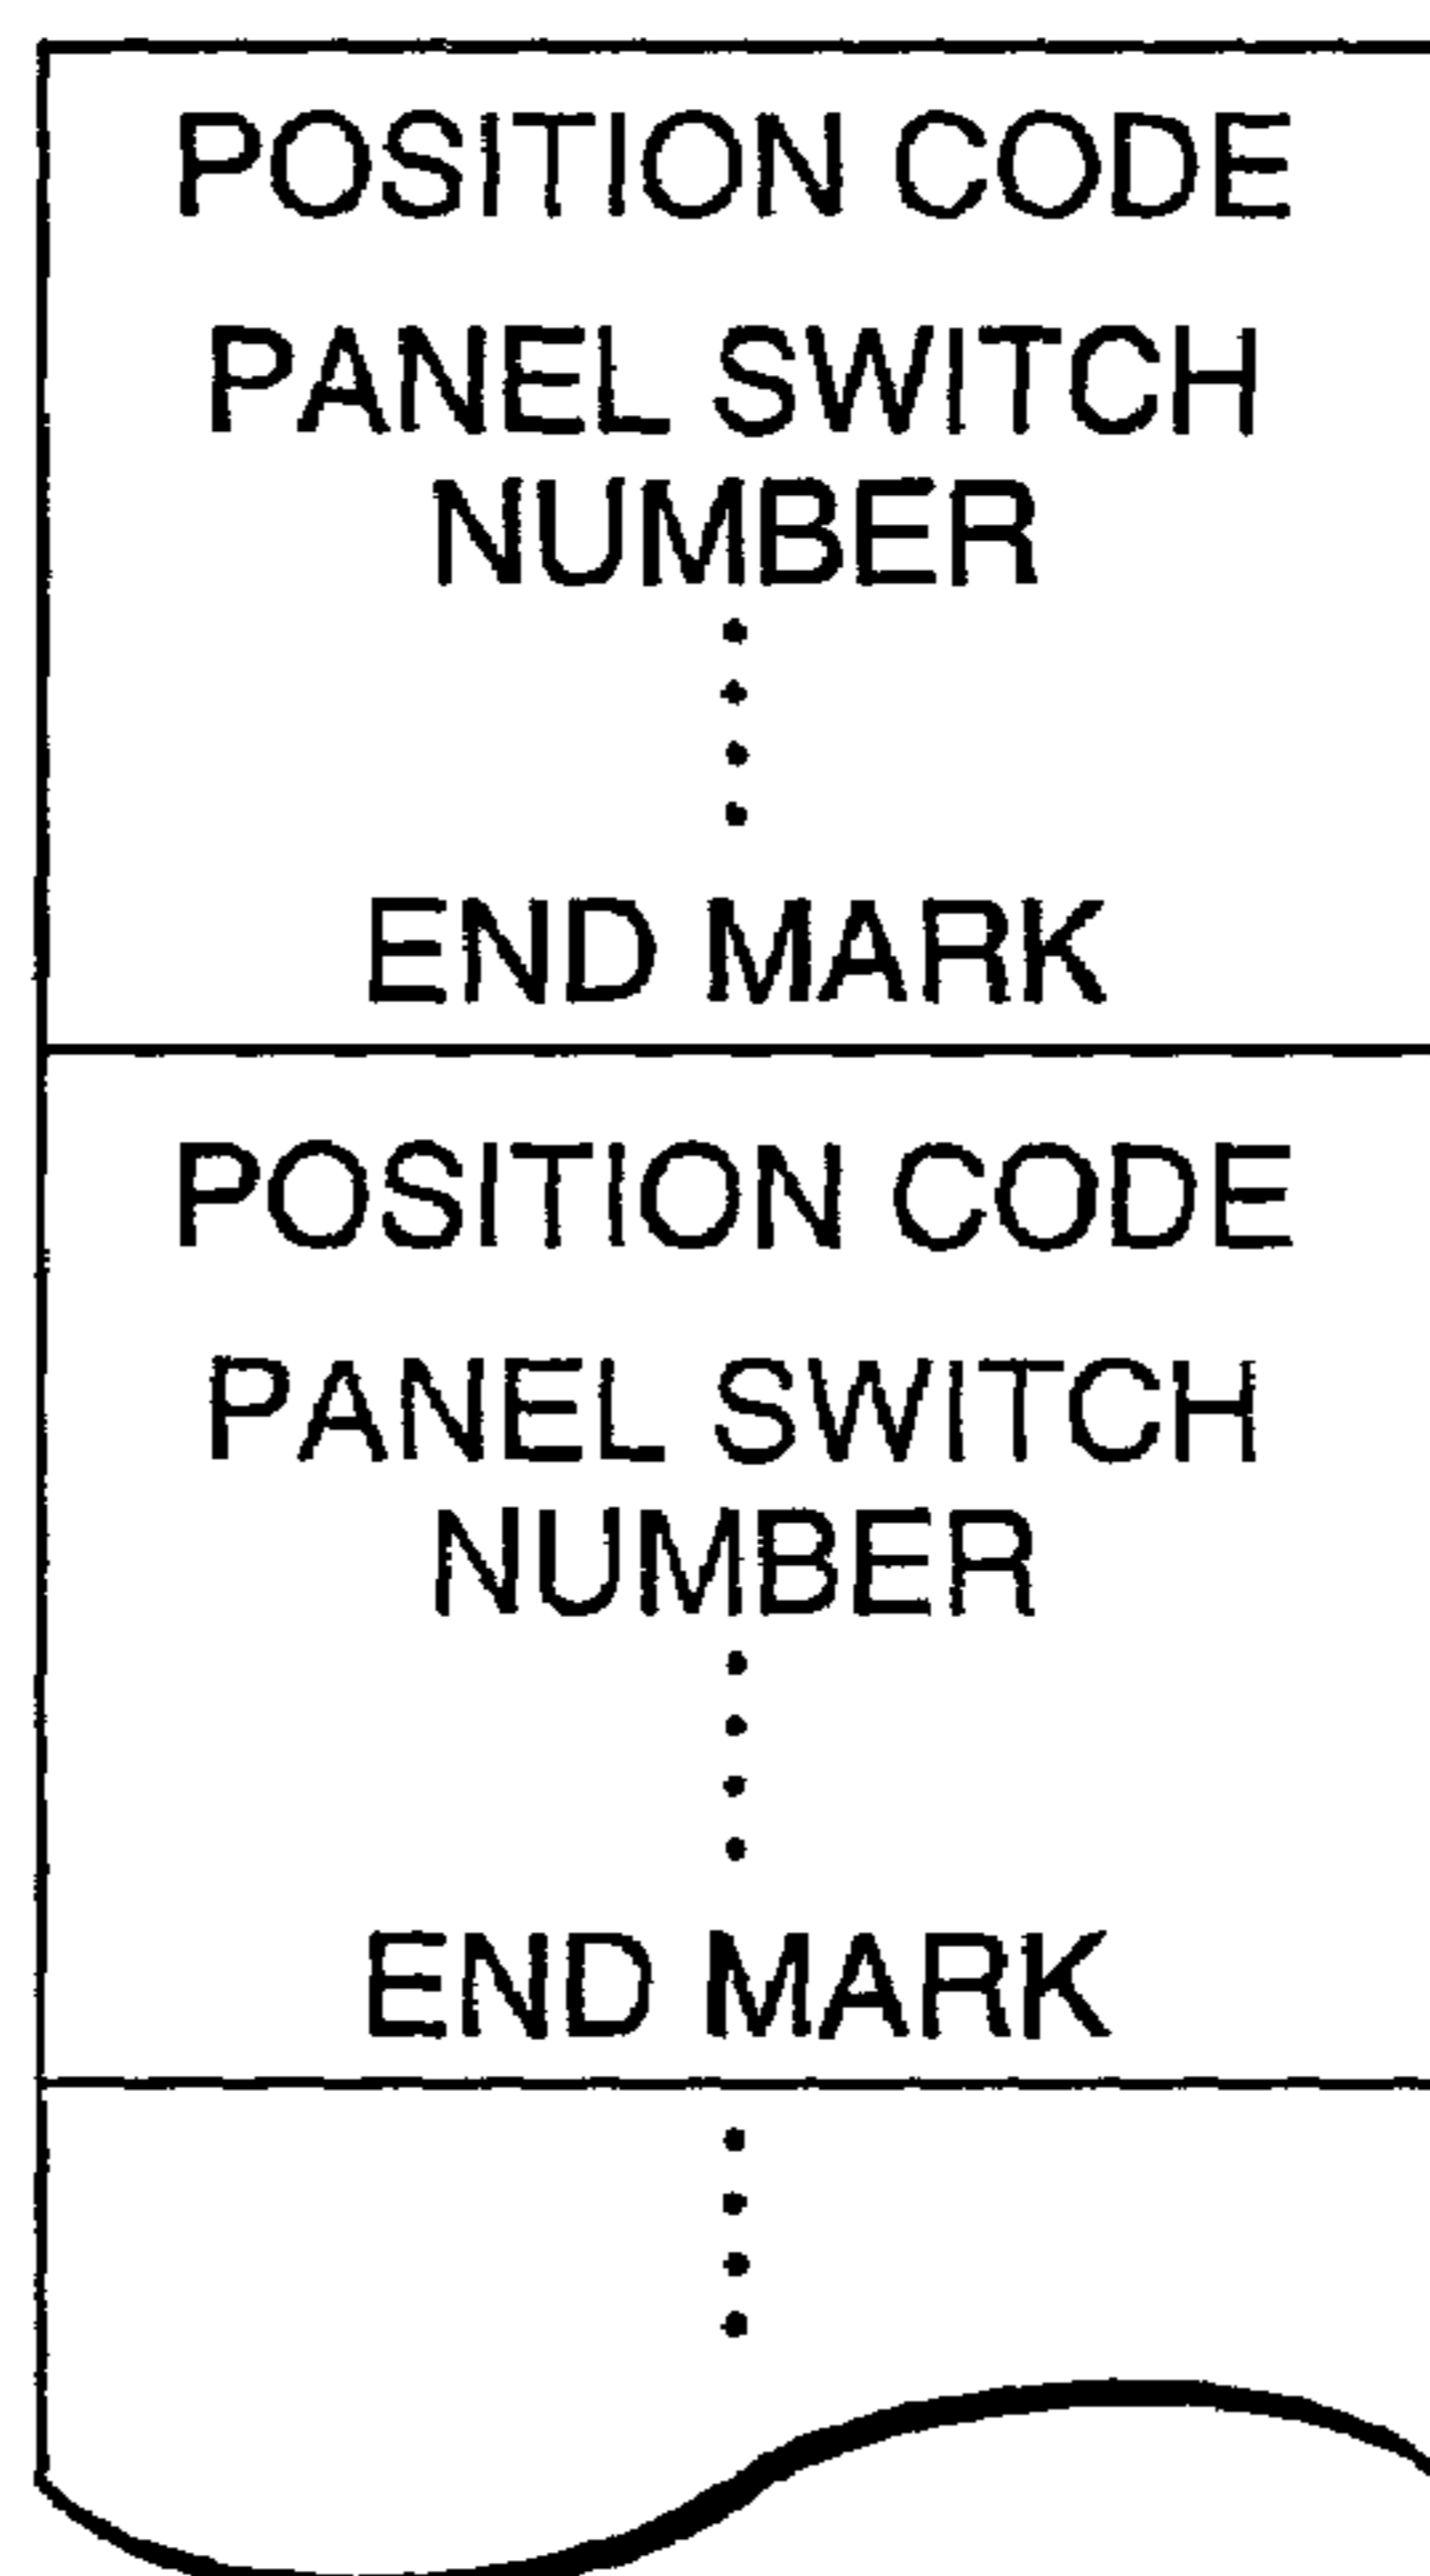 POSITION CODE
PANEL SWITCH
NUMBER
END MARK
POSITION CODE
PANEL SWITCH
NUMBER
END MARK